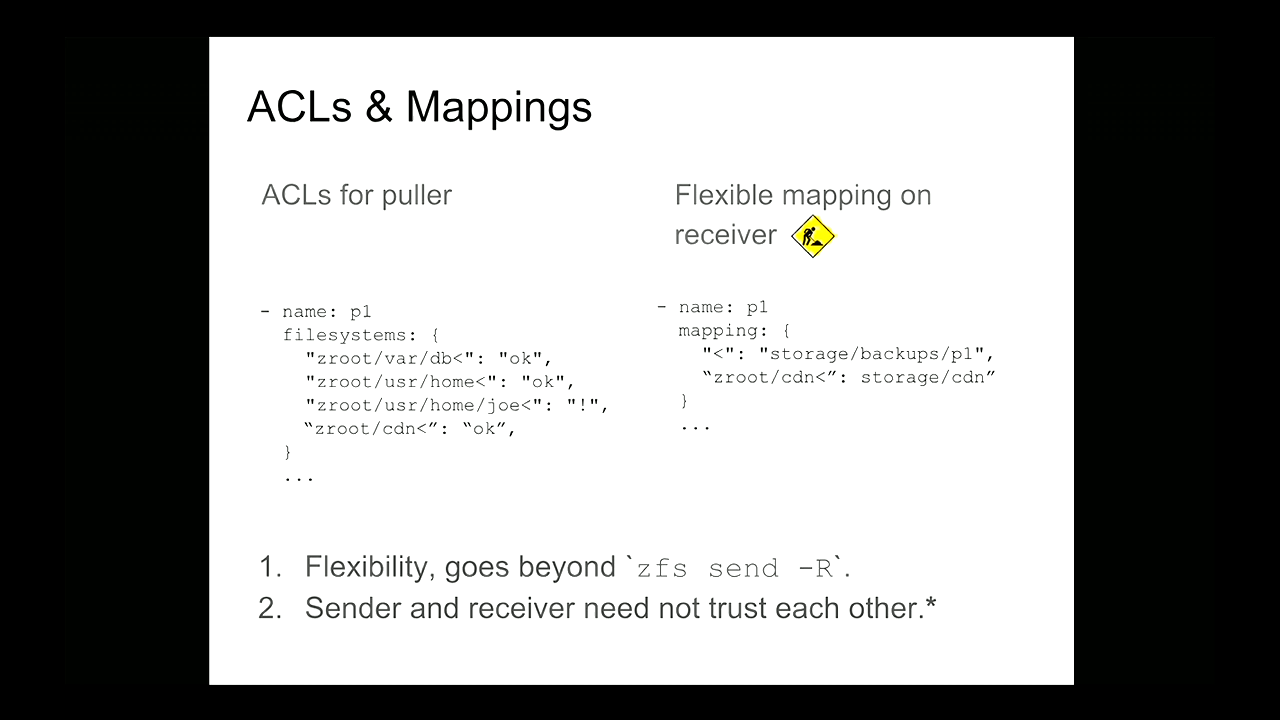 ACLs & Mappings
ACLs for puller
- name: p1
filesystems: {
"zroot/var/db<": "ok",
"zroot/usr/home<": "ok",
"zroot/usr/home/joe<": "!",
“zroot/cdn<”: “ok”,
}
...
Flexible mapping on
receiver
- name: p1
mapping: {
"<": "storage/backups/p1",
“zroot/cdn<”: storage/cdn”
}
...
1. Flexibility, goes beyond `zfs send -R`.
2. Sender and receiver need not trust each other.*